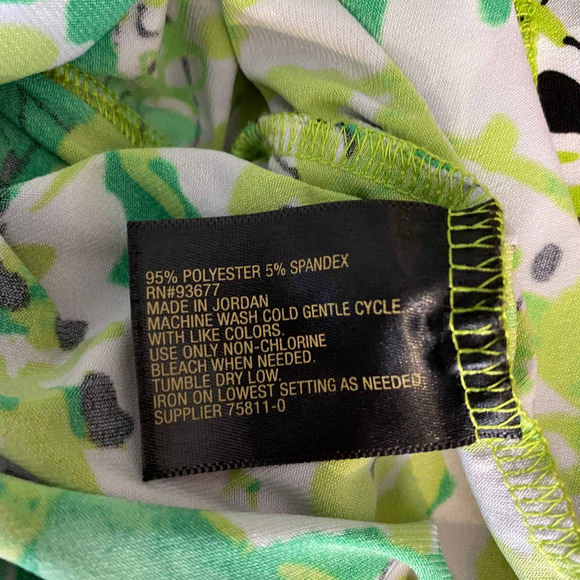 95% POLYESTER 5% SPANDEX
RN#93677
MADE IN JORDAN
MACHINE WASH COLD GENTLE CYCLE
WITH LIKE COLORS.
USE ONLY NON-CHLORINE
BLEACH WHEN NEEDED.
TUMBLE DRY LOW.
IRON ON LOWEST SETTING AS NEEDED.
SUPPLIER 75811-0